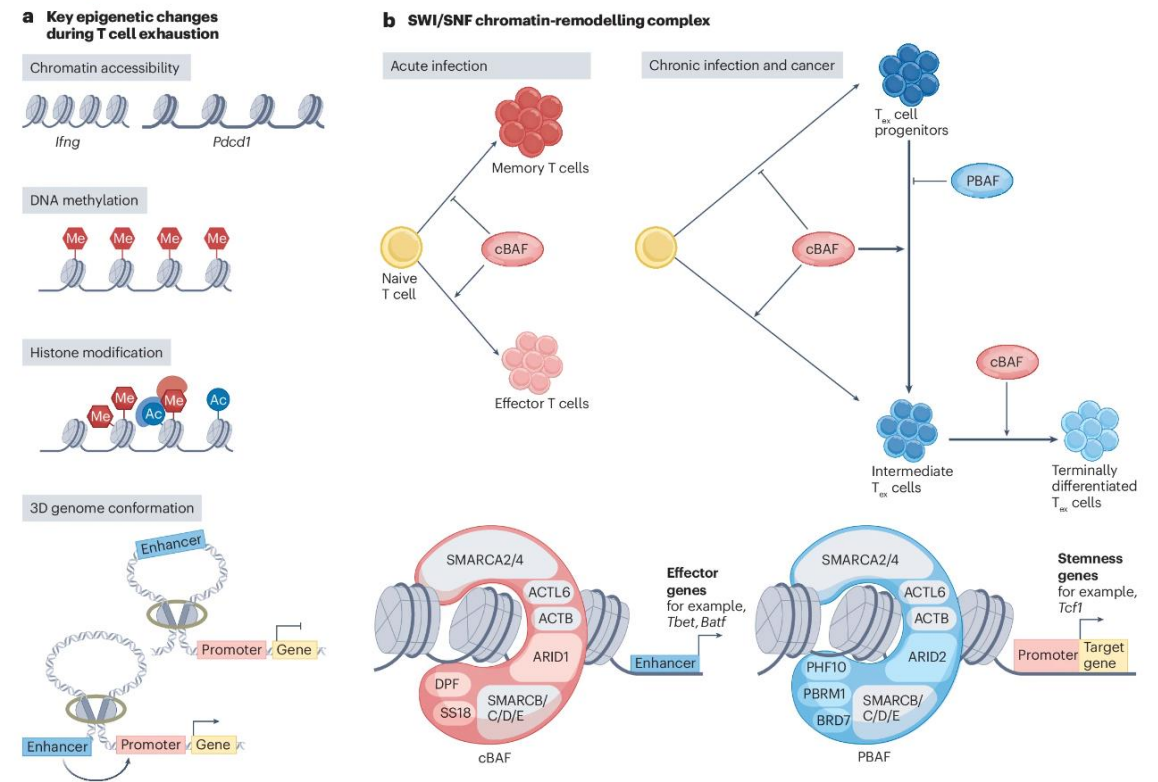 a Key epigenetic changes
during T cell exhaustion
Chromatin accessibility
Ifng
Pdcd1
DNA methylation
Me
Me
Me
Me
Histone modification
Me
Me
Ac
Me
Ac
3D genome conformation
Enhancer
Promoter
Gene
Enhancer
Promoter
Gene
b SWI/SNF chromatin-remodelling complex
Acute infection
Memory T cells
cBAF
Naive
T cell
Effector T cells
Chronic infection and cancer
Tex cell
progenitors
PBAF
cBAF
cBAF
Intermediate
Tex cells
Terminally
differentiated
Tex cells
SMARCA2/4
ACTL6
ACTB
ARID1
DPF
SS18
SMARCB/
C/D/E
cBAF
Effector
genes
for example,
Tbet, Batf
Enhancer
SMARCA2/4
ACTL6
ACTB
ARID2
PHF10
PBRM1
BRD7
SMARCB/
C/D/E
PBAF
Stemness
genes
for example,
Tcf1
Promoter
Target
gene